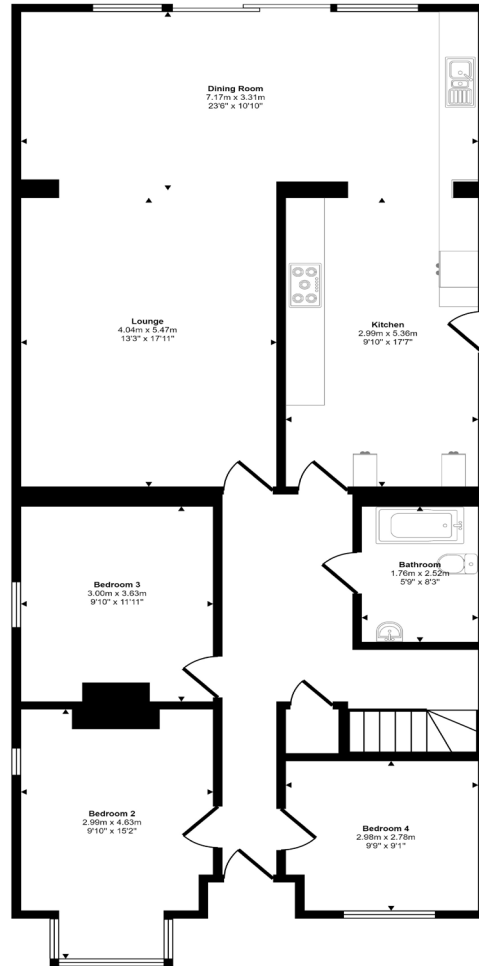 Dining Room
7.17m x 3.31m
23'6" x 10'10"
Lounge
4.04m x 5.47m
13'3" x 17'11"
Kitchen
2.99m x 5.36m
9'10" x 17'7"
Bathroom
1.76m x 2.52m
5'9" x 8'3"
Bedroom 3
3.00m x 3.63m
9'10" x 11'11"
Bedroom 2
2.99m x 4.63m
9'10" x 15'2"
Bedroom 4
2.98m x 2.78m
9'9" x 9'1"